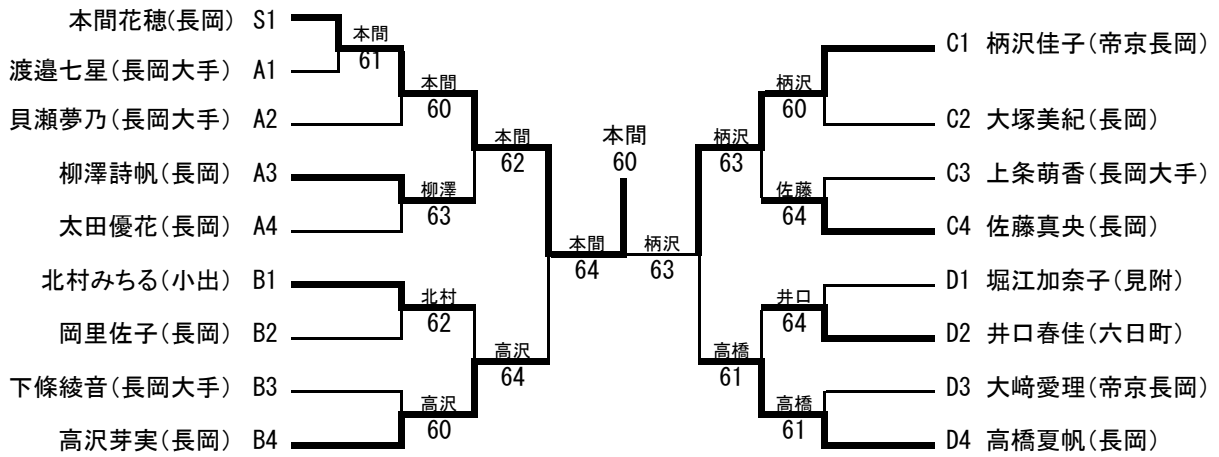 本間花穂(長岡) S1
本間
61
渡邉七星(長岡大手) A1
本間
60
貝瀬夢乃(長岡大手) A2
本間
62
柳澤詩帆(長岡) A3
柳澤
63
太田優花(長岡) A4
本間
64
北村みちる(小出) B1
北村
62
岡里佐子(長岡) B2
高沢
64
下條綾音(長岡大手) B3
高沢
60
高沢芽実(長岡) B4
本間
60
柄沢
63
C1 柄沢佳子(帝京長岡)
柄沢
60
C2 大塚美紀(長岡)
柄沢
63
C3 上条萌香(長岡大手)
佐藤
64
C4 佐藤真央(長岡)
D1 堀江加奈子(見附)
井口
64
D2 井口春佳(六日町)
高橋
61
D3 大﨑愛理(帝京長岡)
高橋
61
D4 高橋夏帆(長岡)